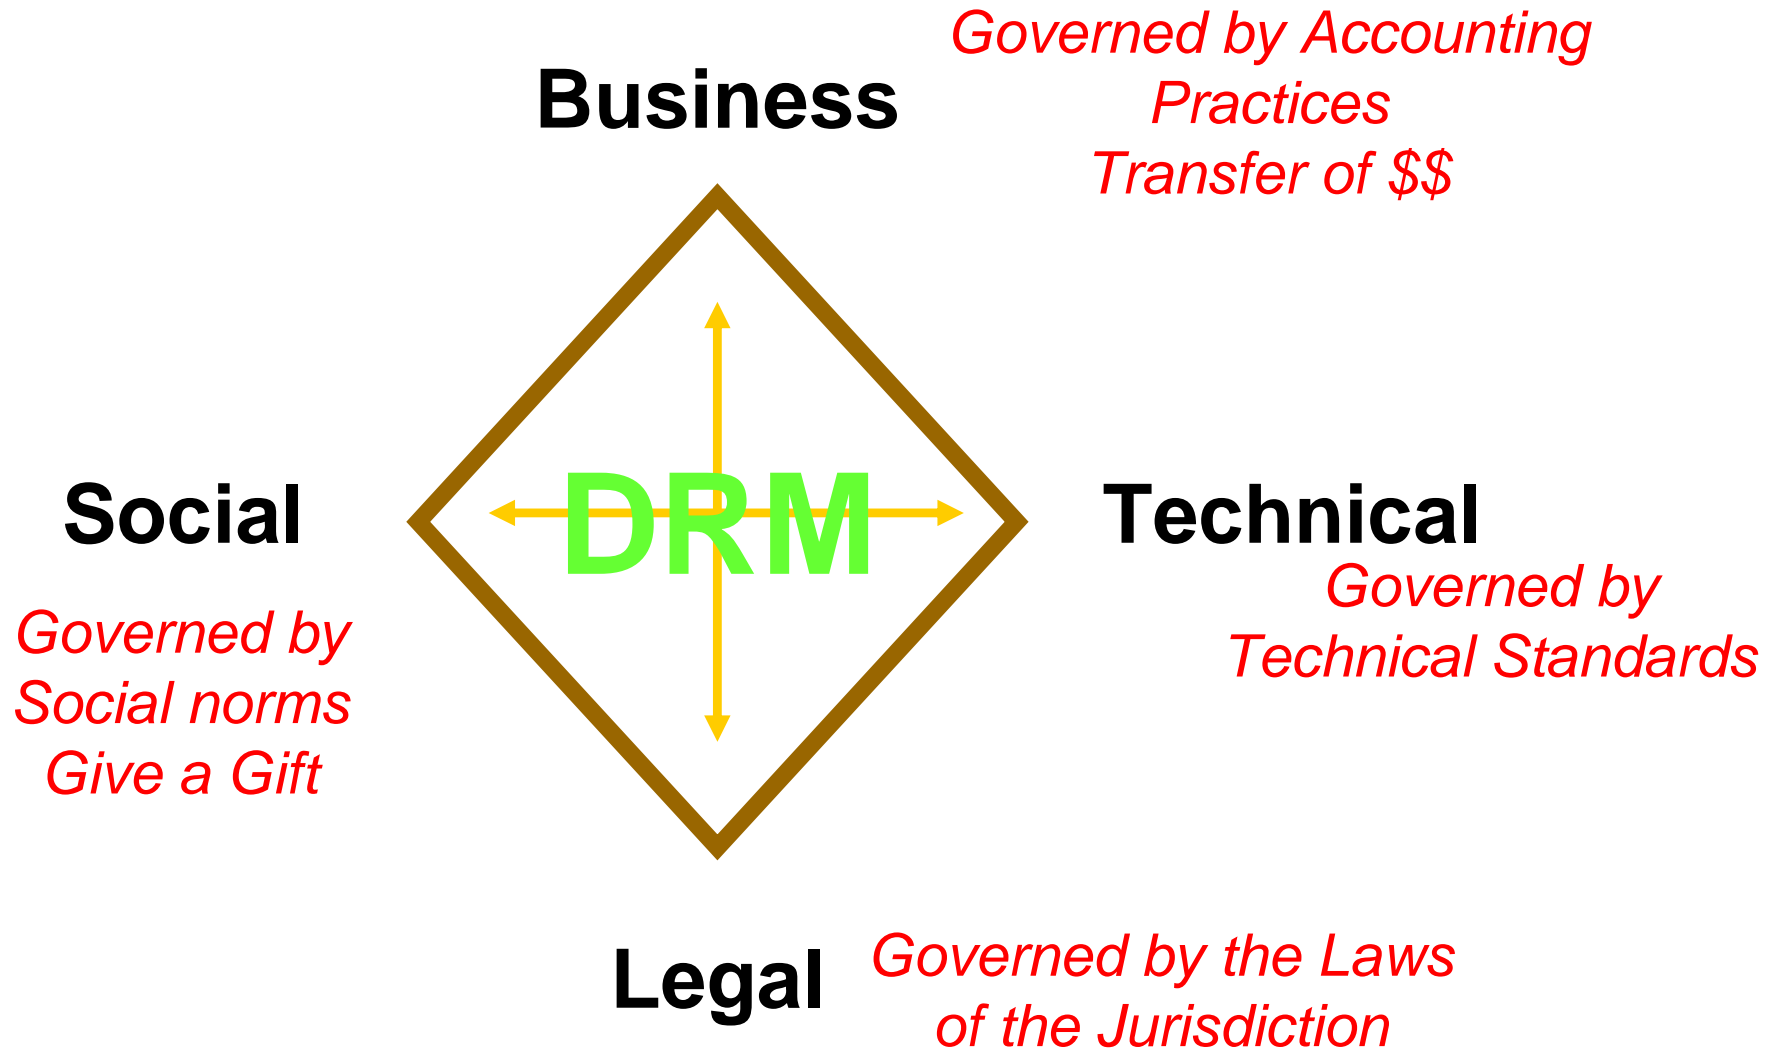 Governed by Accounting
Practices
Transfer of $$
Business
Social
DRM
Technical
Governed by
Technical Standards
Governed by
Social norms
Give a Gift
Legal
Governed by the Laws
of the Jurisdiction